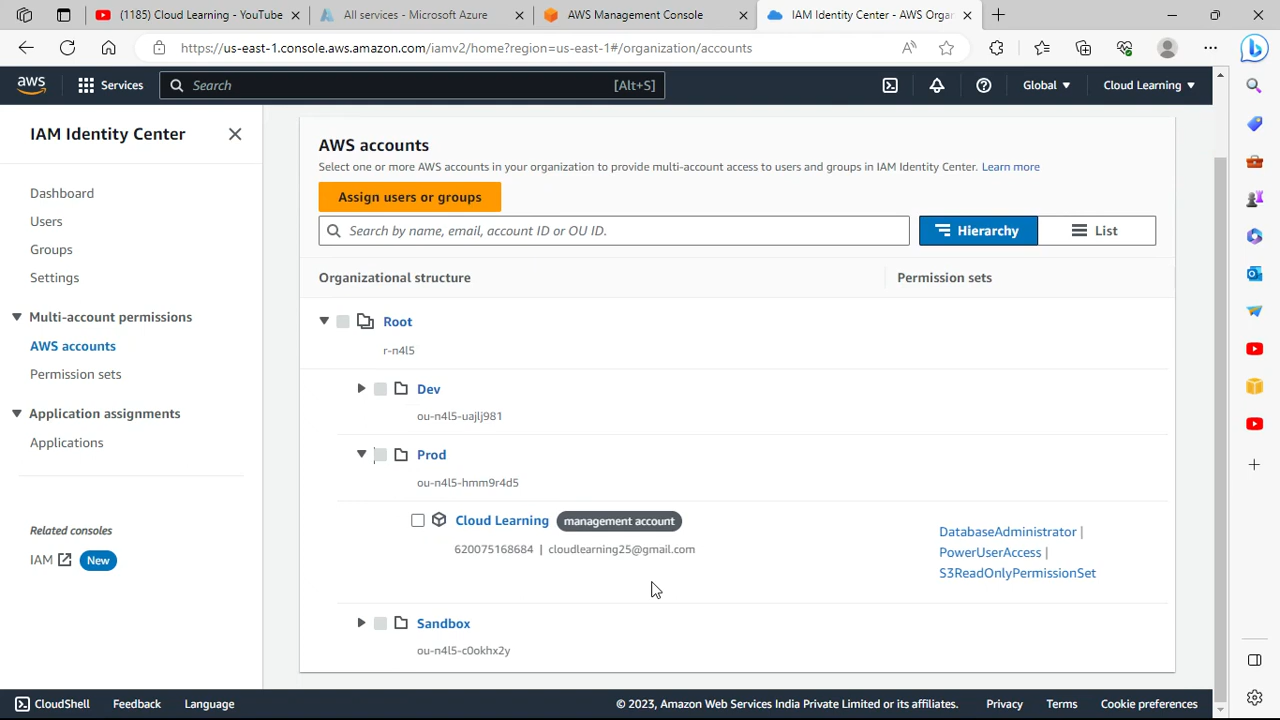 (1185) Cloud Learning - YouTube
All services - Microsoft Azure
AWS Management Console
IAM Identity Center - AWS Orga
https://us-east-1.console.aws.amazon.com/iamv2/home?region=us-east-1#/organization/accounts
aws
Services
Search
[Alt+S]
Global
Cloud Learning
IAM Identity Center
Dashboard
Users
Groups
Settings
Multi-account permissions
AWS accounts
Permission sets
Application assignments
Applications
Related consoles
IAM
New
AWS accounts
Select one or more AWS accounts in your organization to provide multi-account access to users and groups in IAM Identity Center. Learn more
Assign users or groups
Search by name, email, account ID or OU ID.
Hierarchy
List
Organizational structure
Permission sets
Root
r-n4l5
Dev
ou-n4l5-uajlj981
Prod
ou-n4l5-hmm9r4d5
Cloud Learning management account
620075168684 | cloudlearning25@gmail.com
DatabaseAdministrator |
PowerUserAccess |
S3ReadOnlyPermissionSet
Sandbox
ou-n4l5-c0okhx2y
CloudShell
Feedback
Language
© 2023, Amazon Web Services India Private Limited or its affiliates.
Privacy
Terms
Cookie preferences